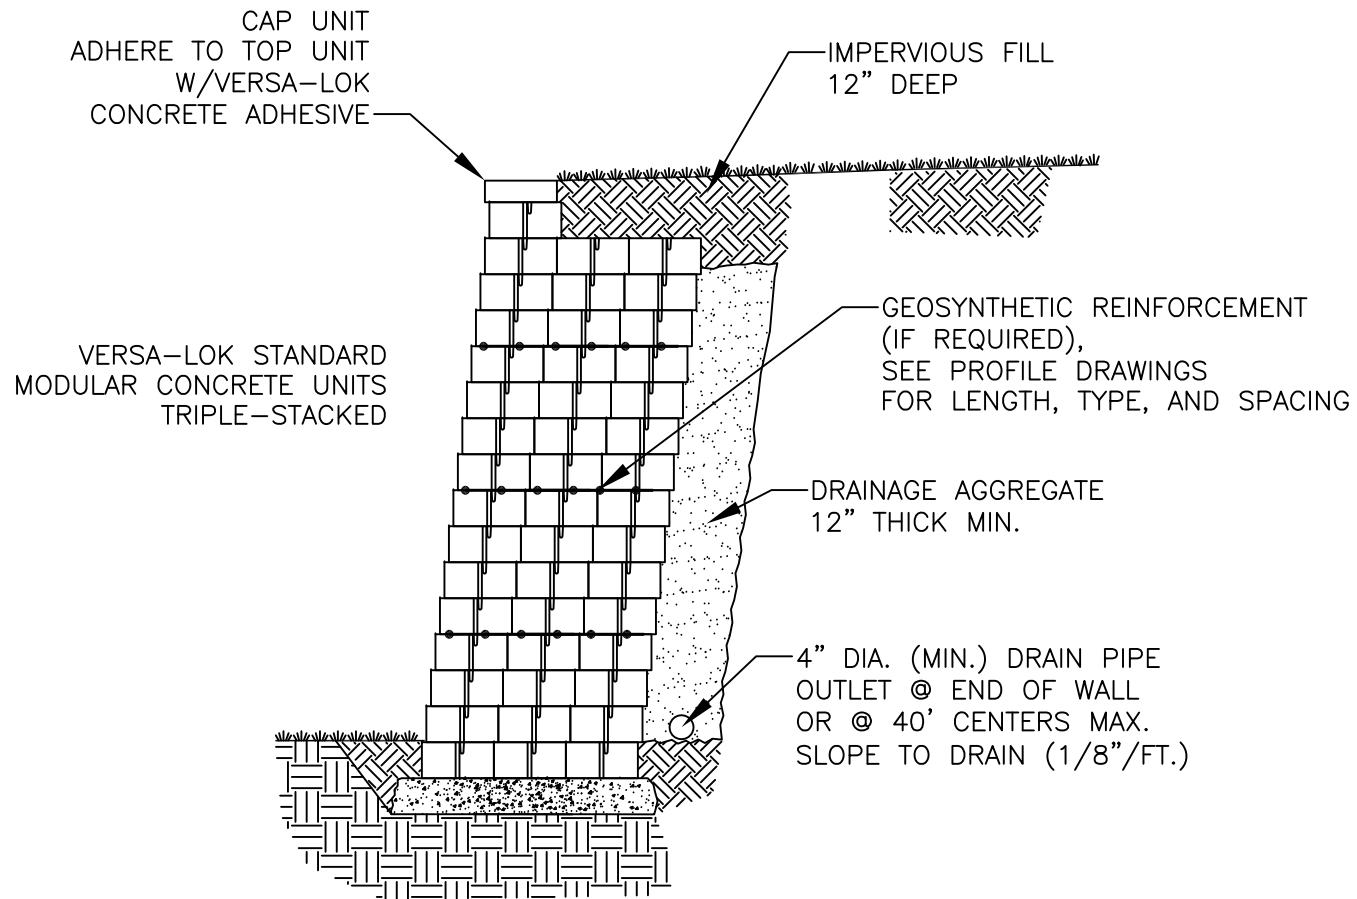 CAP UNIT
ADHERE TO TOP UNIT
W/VERSA-LOK
CONCRETE ADHESIVE
IMPERVIOUS FILL
12" DEEP
VERSA-LOK STANDARD
MODULAR CONCRETE UNITS
TRIPLE-STACKED
GEOSYNTHETIC REINFORCEMENT
(IF REQUIRED),
SEE PROFILE DRAWINGS
FOR LENGTH, TYPE, AND SPACING
DRAINAGE AGGREGATE
12" THICK MIN.
4" DIA. (MIN.) DRAIN PIPE
OUTLET @ END OF WALL
OR @ 40' CENTERS MAX.
SLOPE TO DRAIN (1/8"/FT.)